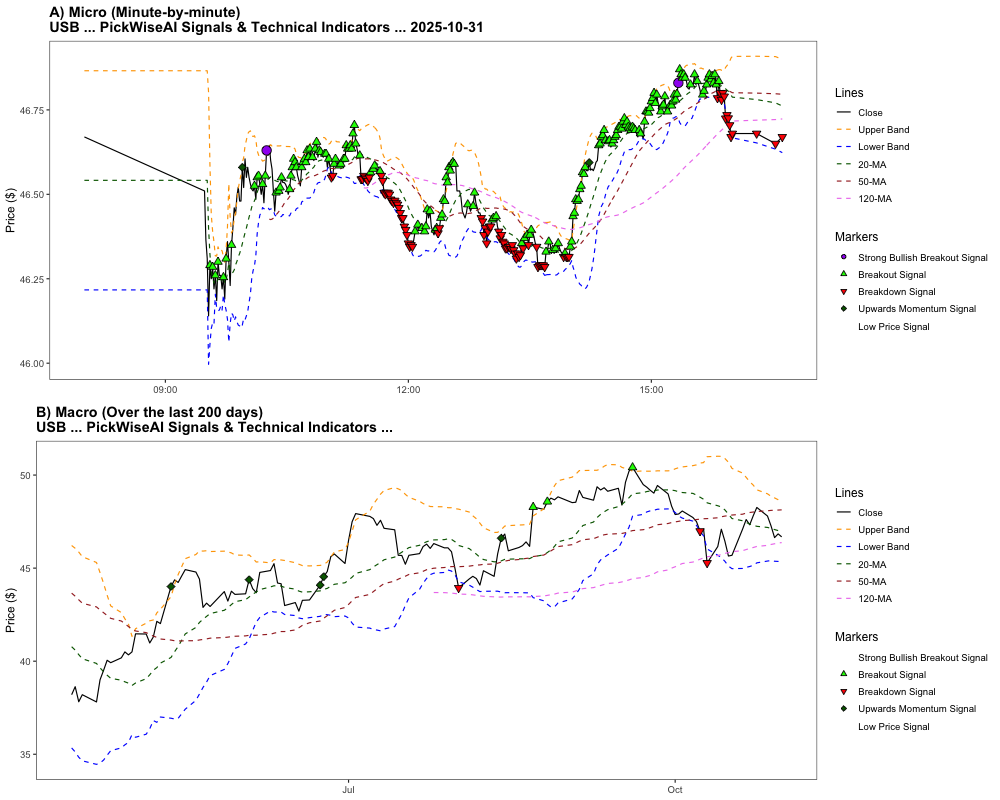 A) Micro (Minute-by-minute)
USB ... PickWiseAI Signals & Technical Indicators ... 2025-10-31
Price ($)
46.75
46.50
46.25
46.00
09:00
12:00
15:00
Lines
Close
Upper Band
Lower Band
20-MA
50-MA
120-MA
Markers
Strong Bullish Breakout Signal
Breakout Signal
Breakdown Signal
Upwards Momentum Signal
Low Price Signal
B) Macro (Over the last 200 days)
USB ... PickWiseAI Signals & Technical Indicators ...
Price ($)
50
45
40
35
Jul
Oct
Lines
Close
Upper Band
Lower Band
20-MA
50-MA
120-MA
Markers
Strong Bullish Breakout Signal
Breakout Signal
Breakdown Signal
Upwards Momentum Signal
Low Price Signal